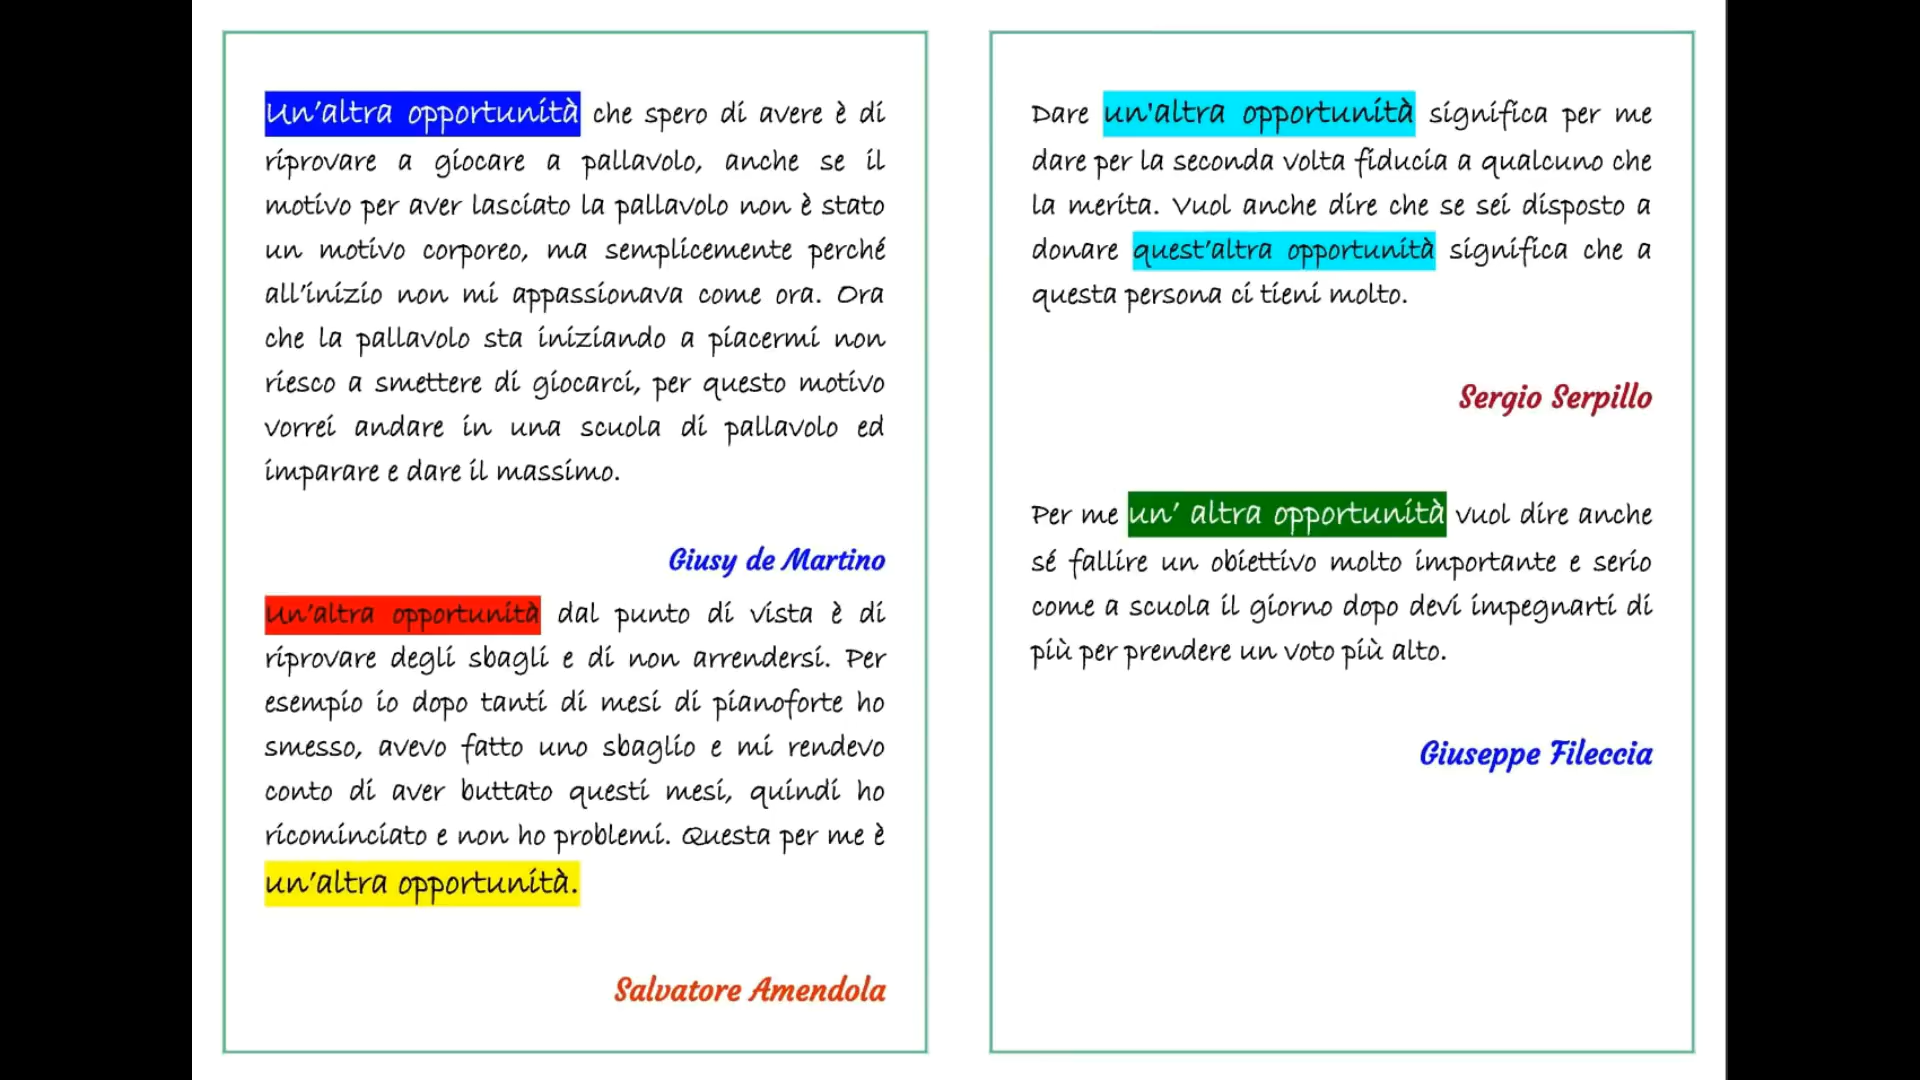 Un’altra opportunità che spero di avere è di
riprovare a giocare a pallavolo, anche se il
motivo per aver lasciato la pallavolo non è stato
un motivo corporeo, ma semplicemente perché
all’inizio non mi appassionava come ora. Ora
che la pallavolo sta iniziando a piacermi non
riesco a smettere di giocarci, per questo motivo
vorrei andare in una scuola di pallavolo ed
imparare e dare il massimo.
Giusy de Martino
Un’altra opportunità dal punto di vista è di
riprovare degli sbagli e di non arrendersi. Per
esempio io dopo tanti di mesi di pianoforte ho
smesso, avevo fatto uno sbaglio e mi rendevo
conto di aver buttato questi mesi, quindi ho
ricominciato e non ho problemi. Questa per me è
un’altra opportunità.
Salvatore Amendola
Dare un'altra opportunità significa per me
dare per la seconda volta fiducia a qualcuno che
la merita. Vuol anche dire che se sei disposto a
donare quest’altra opportunità significa che a
questa persona ci tieni molto.
Sergio Serpillo
Per me un’ altra opportunità vuol dire anche
sé fallire un obiettivo molto importante e serio
come a scuola il giorno dopo devi impegnarti di
più per prendere un voto più alto.
Giuseppe Fileccia